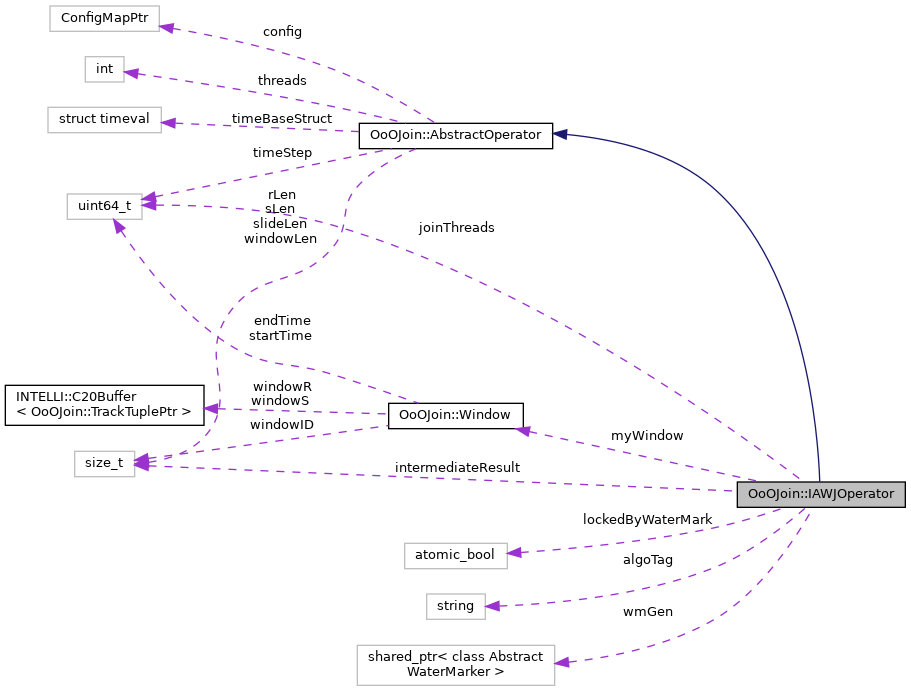 ConfigMapPtr
config
int
threads
struct timeval
timeBaseStruct
OoOJoin::AbstractOperator
timeStep
uint64_t
rLen
sLen
slideLen
windowLen
joinThreads
endTime
startTime
INTELLI::C20Buffer
< OoOJoin::TrackTuplePtr >
windowR
windowS
OoOJoin::Window
windowID
size_t
myWindow
intermediateResult
OoOJoin::IAWJOperator
lockedByWaterMark
atomic_bool
algoTag
string
wmGen
shared_ptr< class Abstract
WaterMarker >